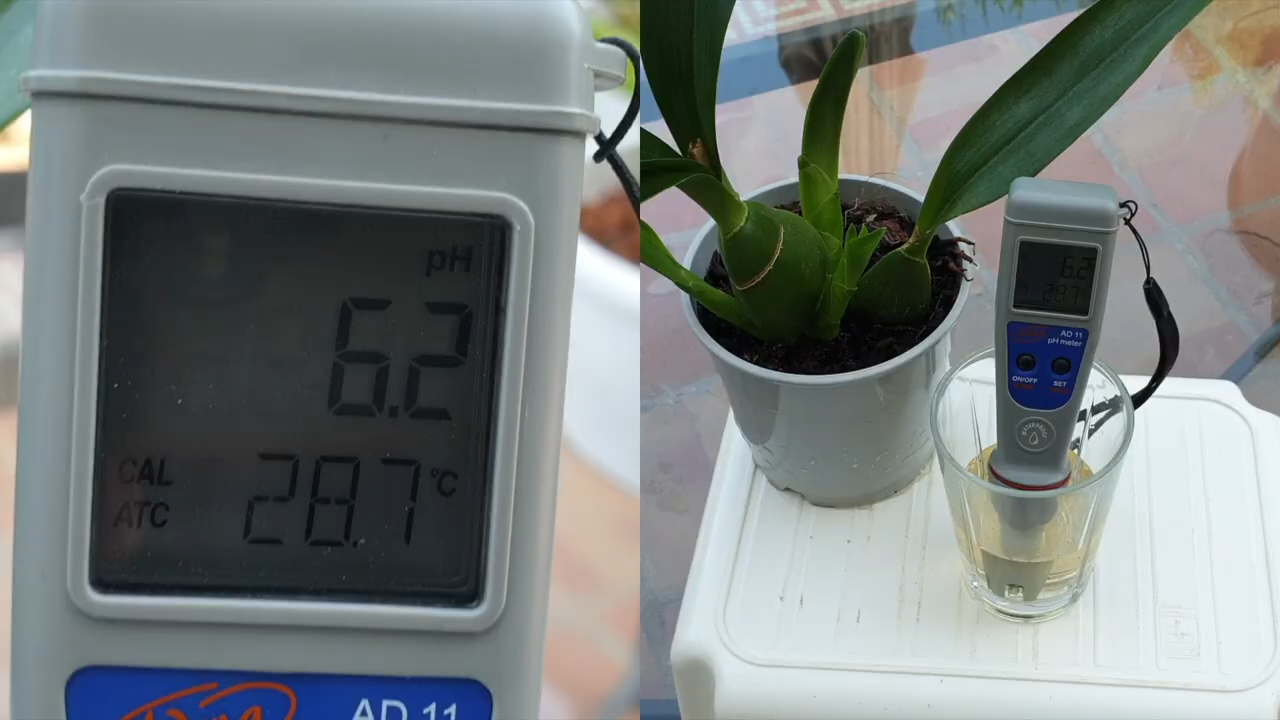 pH
6.2
CAL
ATC
28.7 °C
AD 11
6.2
28.7
AD 11
pH meter
ON/OFF
SET
WATERPROOF